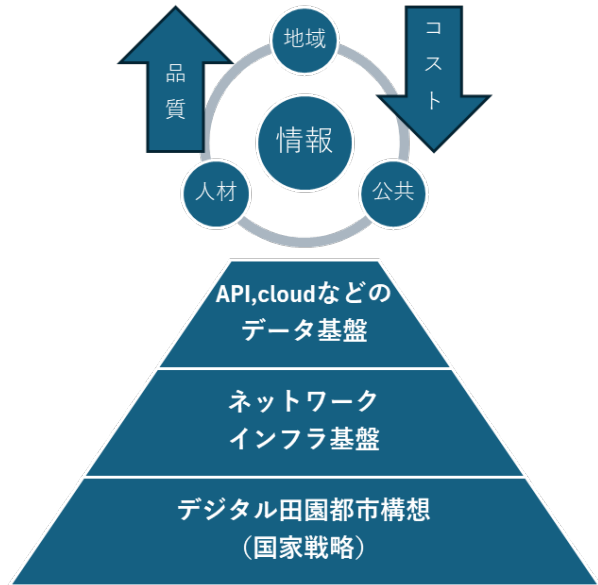 地域
品質
コスト
情報
人材
公共
API,cloudなどの
データ基盤
ネットワーク
インフラ基盤
デジタル田園都市構想
（国家戦略）